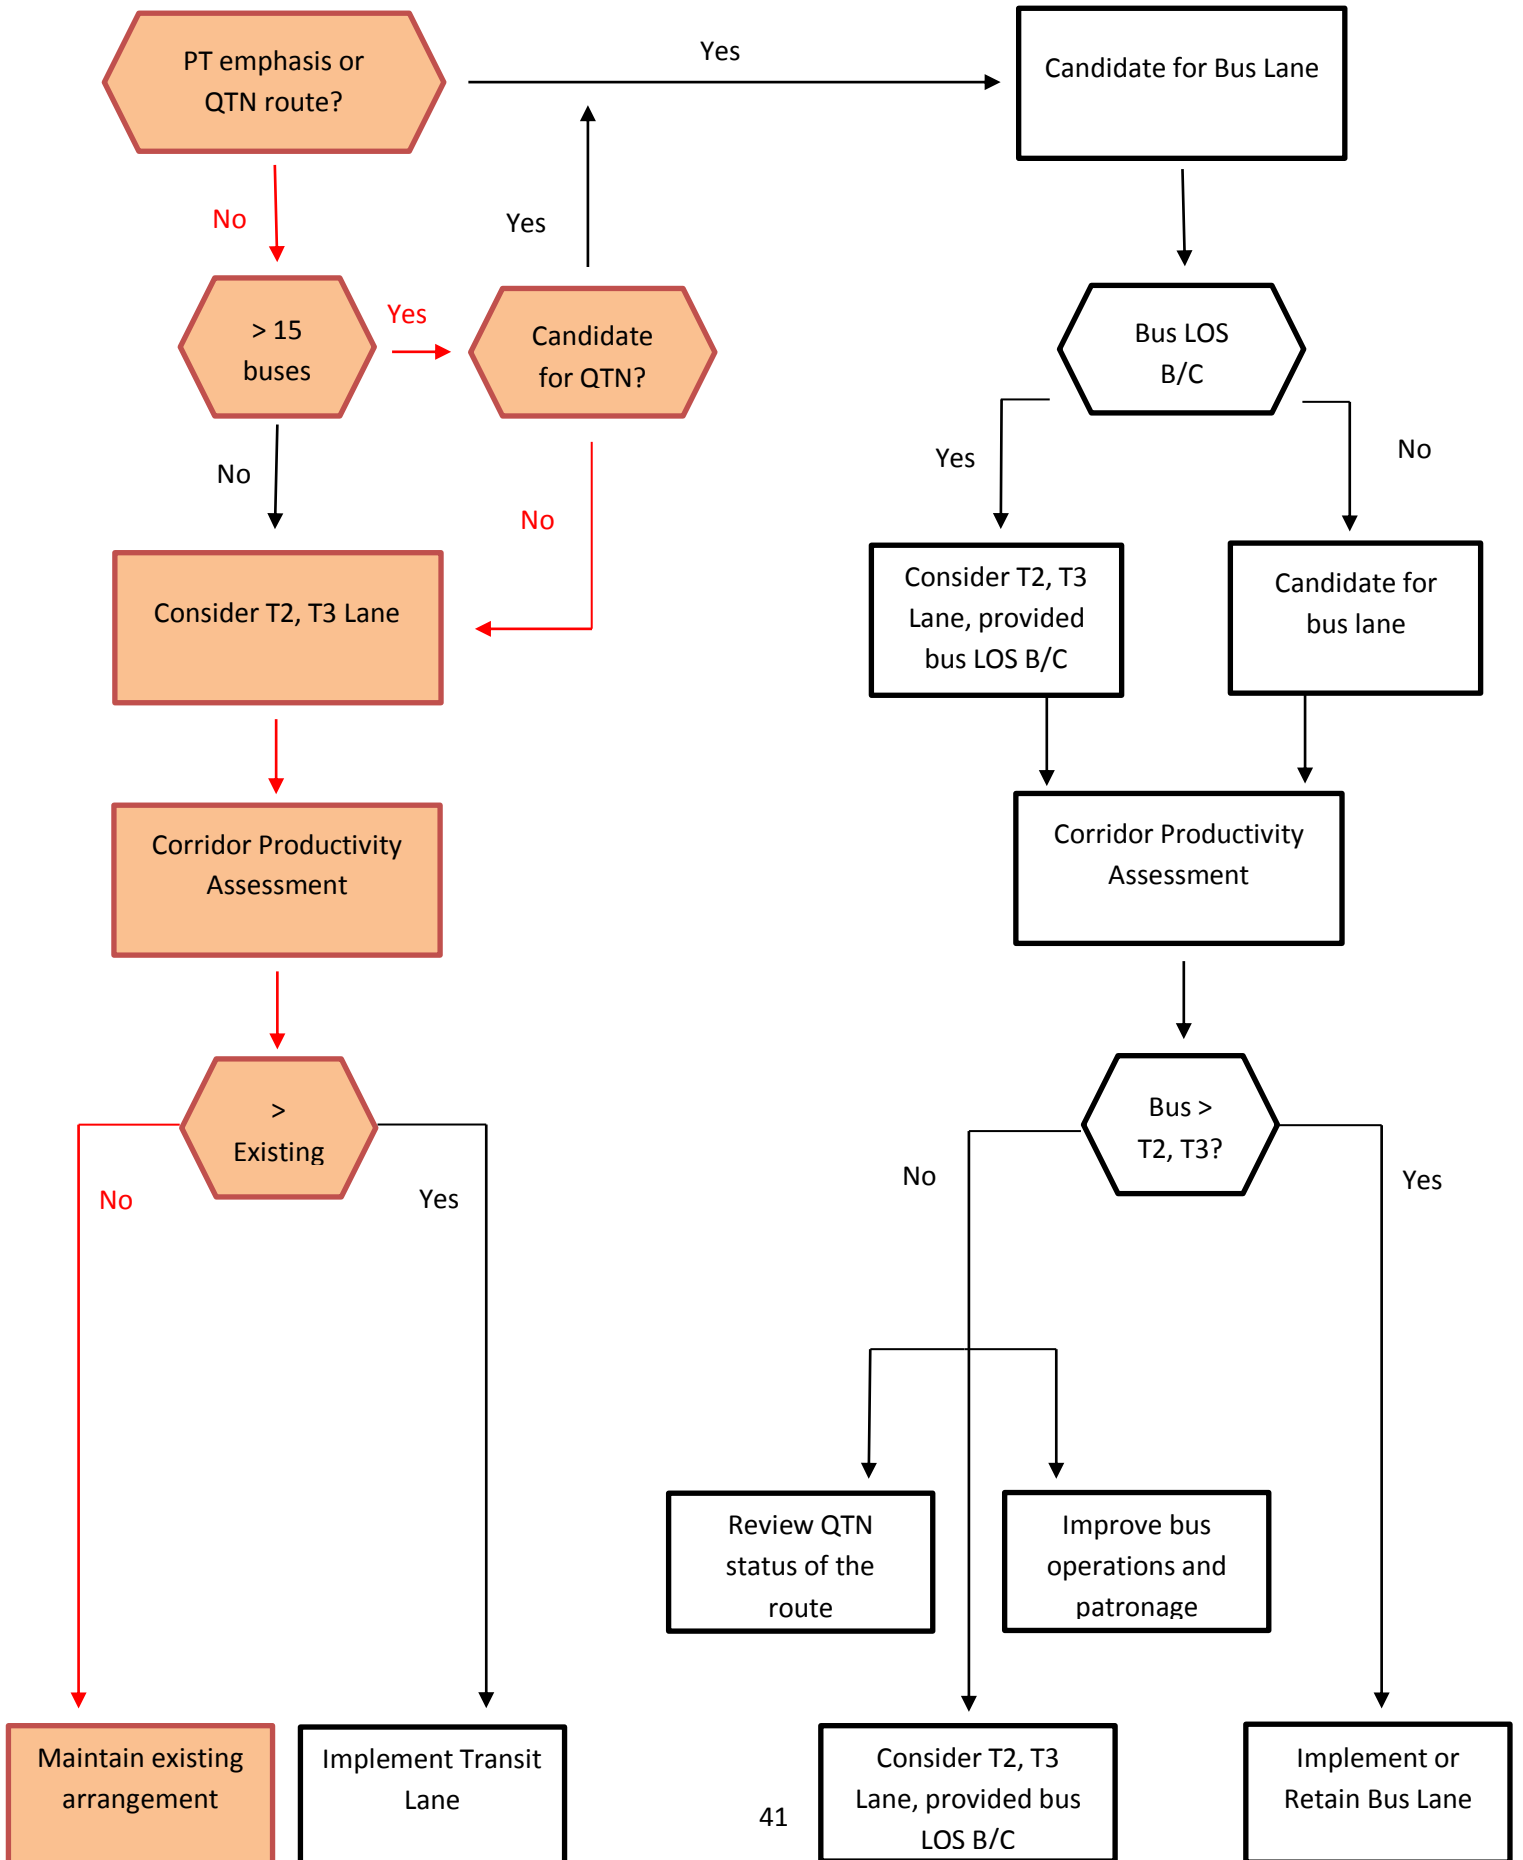 PT emphasis or
QTN route?
Yes
Candidate for Bus Lane
No
Yes
> 15
buses
Yes
Candidate
for QTN?
Bus LOS
B/C
No
No
Yes
No
Consider T2, T3 Lane
Consider T2, T3
Lane, provided
bus LOS B/C
Candidate for
bus lane
Corridor Productivity
Assessment
Corridor Productivity
Assessment
>
Existing
Bus >
T2, T3?
No
Yes
No
Yes
Review QTN
status of the
route
Improve bus
operations and
patronage
Maintain existing
arrangement
Implement Transit
Lane
41
Consider T2, T3
Lane, provided bus
LOS B/C
Implement or
Retain Bus Lane